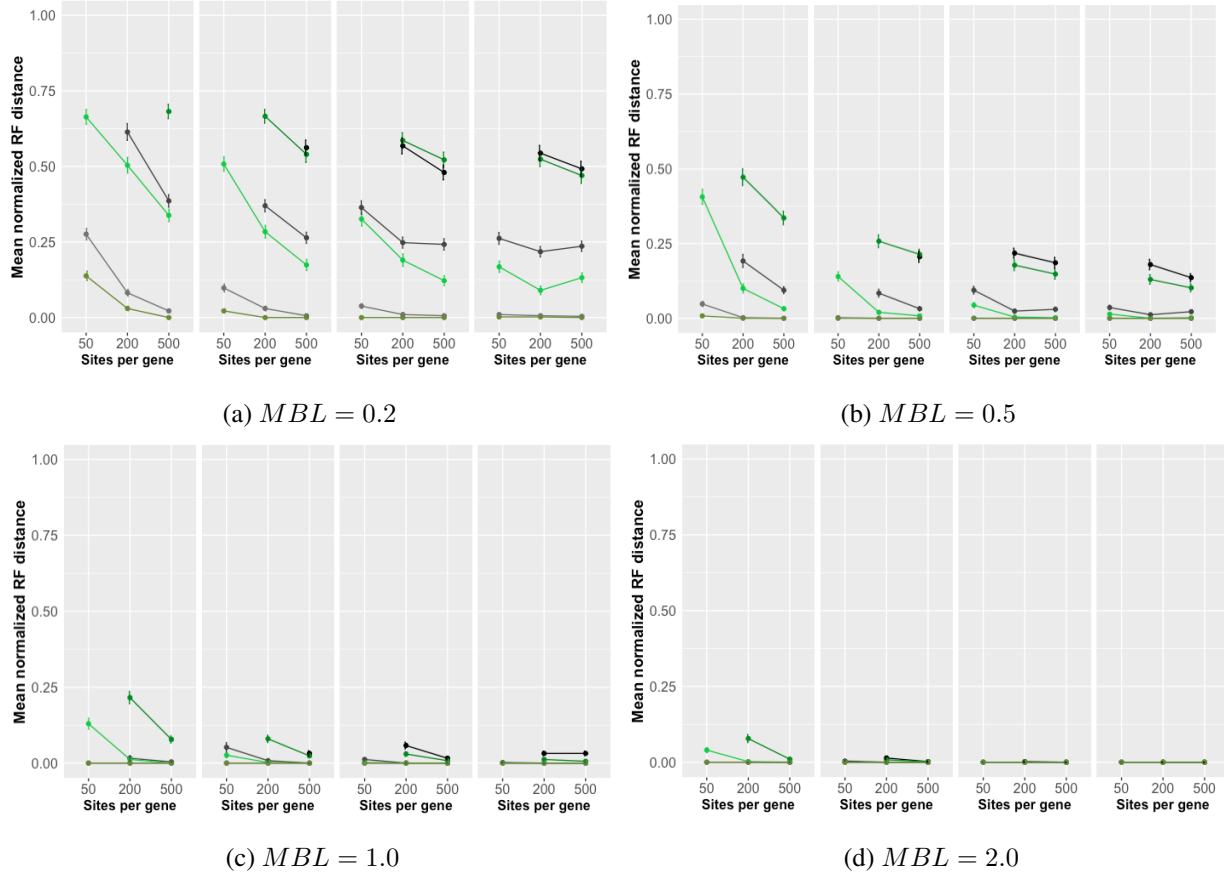 1.00
0.75
0.50
0.25
0.00
Mean normalized RF distance
50 200 500 50 200 500 50 200 500 50 200 500
Sites per gene Sites per gene Sites per gene Sites per gene
(a) MBL = 0.2
1.00
0.75
0.50
0.25
0.00
Mean normalized RF distance
50 200 500 50 200 500 50 200 500 50 200 500
Sites per gene Sites per gene Sites per gene Sites per gene
(b) MBL = 0.5
1.00
0.75
0.50
0.25
0.00
Mean normalized RF distance
50 200 500 50 200 500 50 200 500 50 200 500
Sites per gene Sites per gene Sites per gene Sites per gene
(c) MBL = 1.0
1.00
0.75
0.50
0.25
0.00
Mean normalized RF distance
50 200 500 50 200 500 50 200 500 50 200 500
Sites per gene Sites per gene Sites per gene Sites per gene
(d) MBL = 2.0